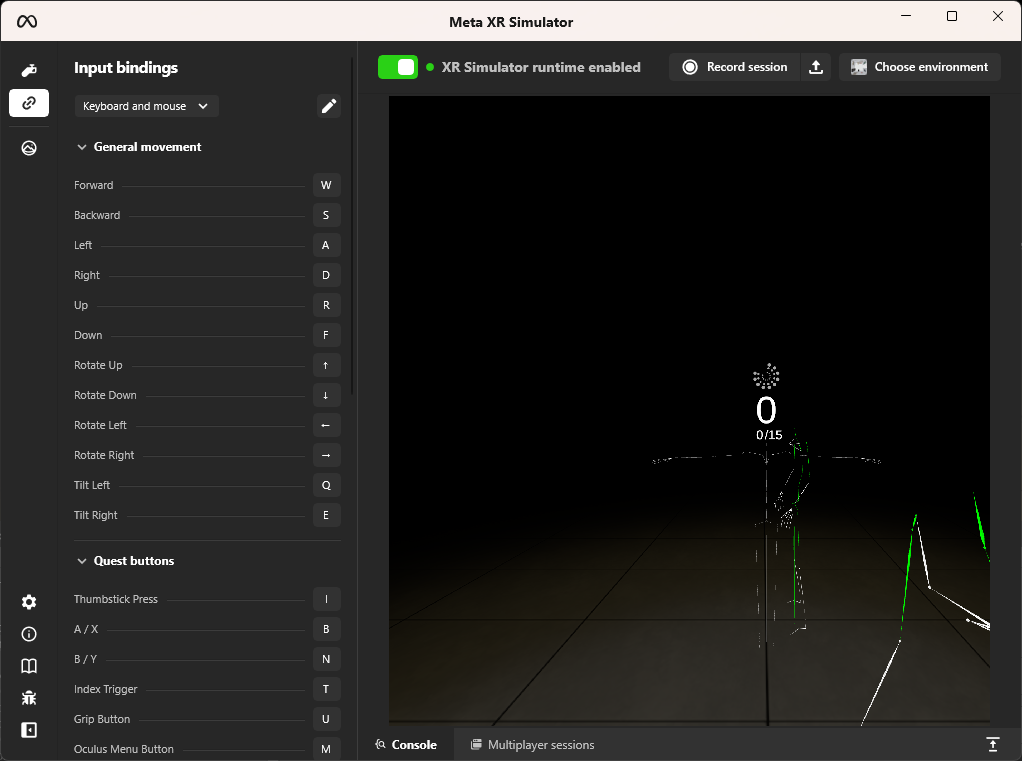 Meta XR Simulator
Input bindings
Keyboard and mouse
General movement
Forward W
Backward S
Left A
Right D
Up R
Down F
Rotate Up ↑
Rotate Down ↓
Rotate Left ←
Rotate Right →
Tilt Left Q
Tilt Right E
Quest buttons
Thumbstick Press I
A / X B
B / Y N
Index Trigger T
Grip Button U
Oculus Menu Button M
XR Simulator runtime enabled
Record session
Choose environment
0
0/15
Console
Multiplayer sessions